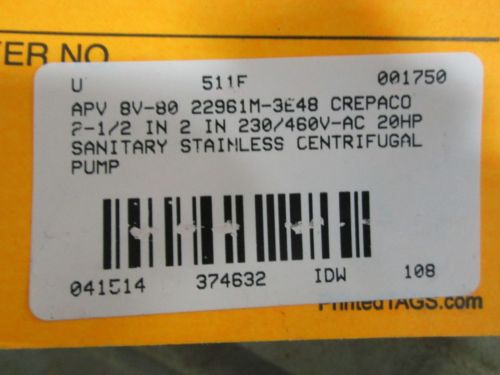 TER NO
U 511F 001750
APV 8V-80 22961M-3E48 CREPACO
2-1/2 IN 2 IN 230/460V-AC 20HP
SANITARY STAINLESS CENTRIFUGAL
PUMP
041514 374632 IDW 108
PrintedTAGS.com